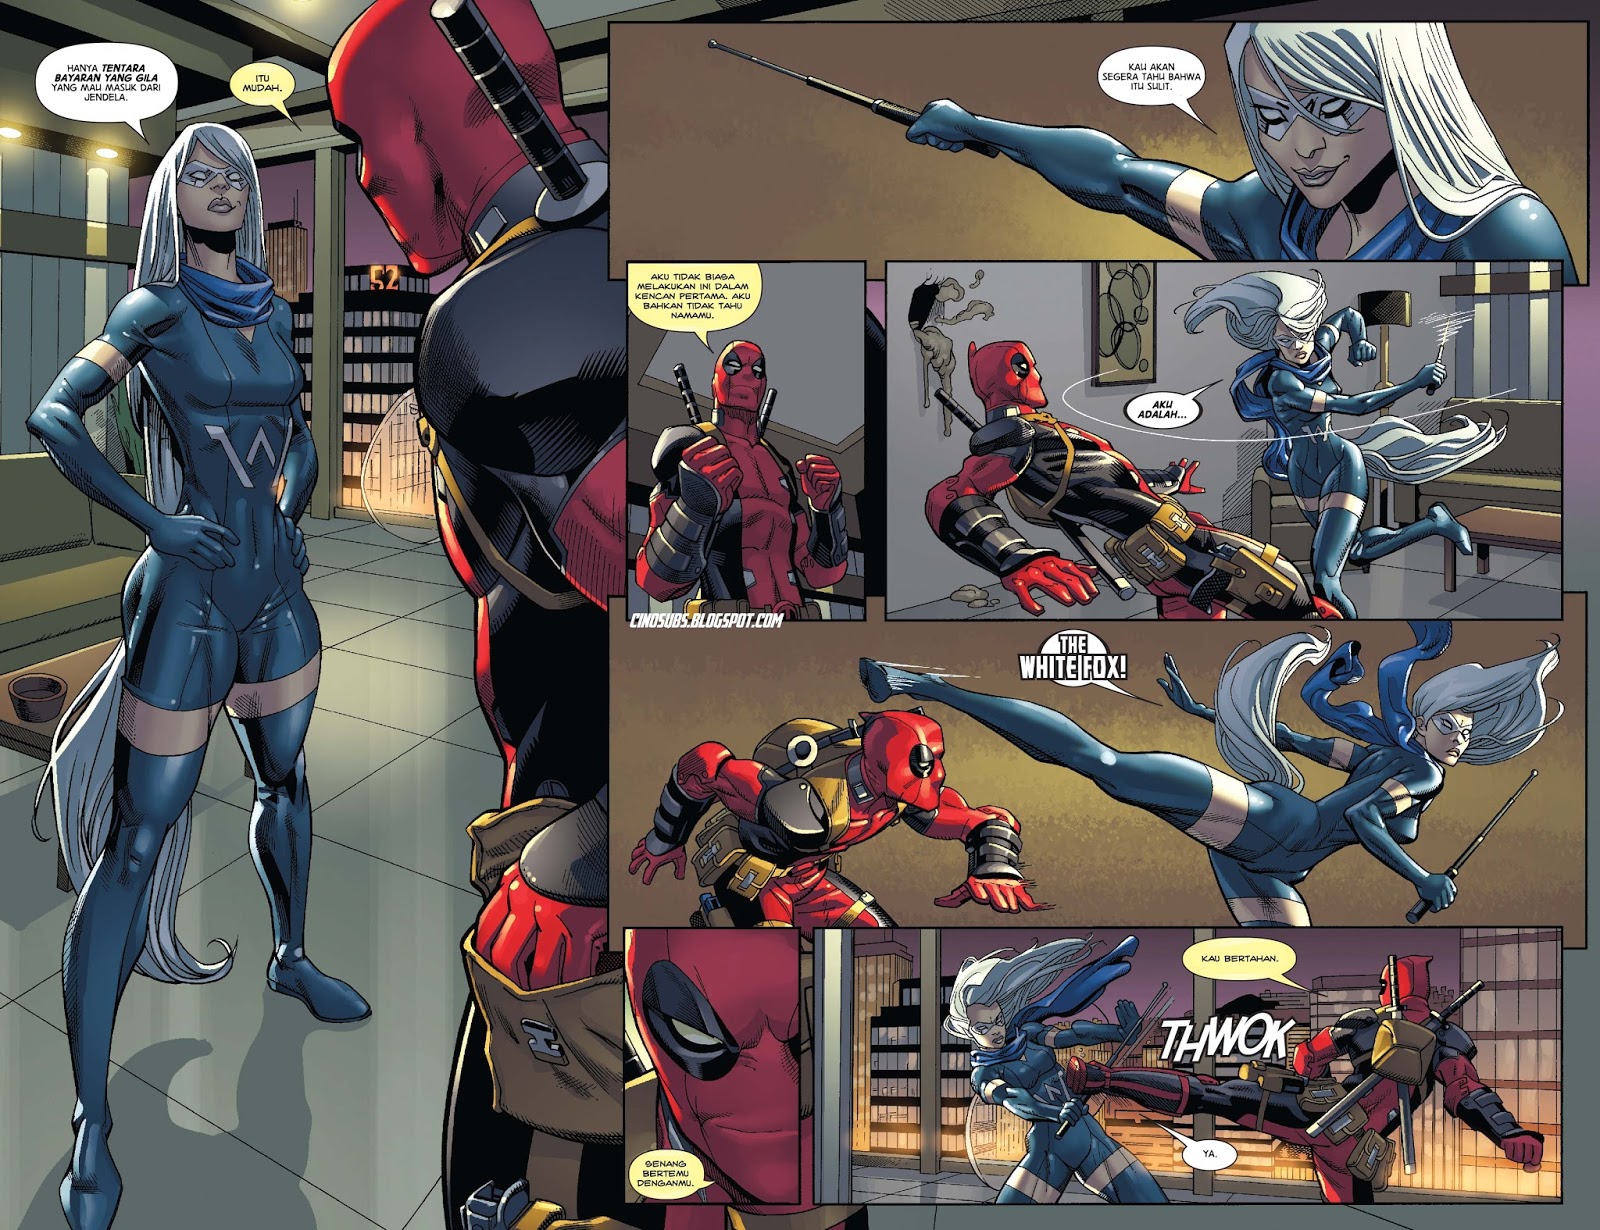 HANYA TENTARA
BAYARAN YANG GILA
YANG MAU MASUK DARI
JENDELA.
ITU
MUDAH.
52
W
KAU AKAN
SEGERA TAHU BAHWA
ITU SULIT.
AKU TIDAK BIASA
MELAKUKAN INI DALAM
KENCAN PERTAMA. AKU
BAHKAN TIDAK TAHU
NAMAMU.
CINOSUBS.BLOGSPOT.COM
AKU
ADALAH...
THE
WHITE FOX!
SENANG
BERTEMU
DENGANMU.
KAU BERTAHAN.
THWOK
YA.